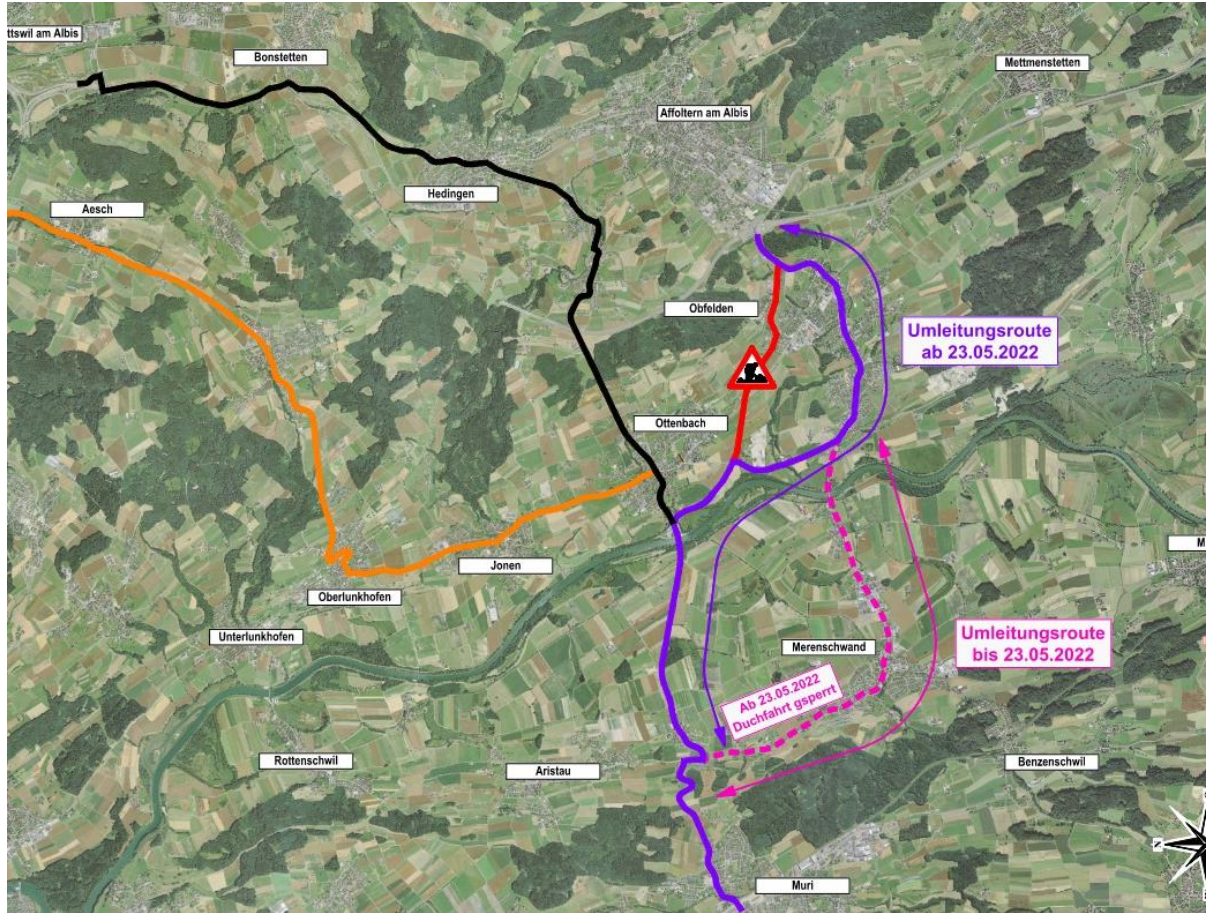 ttswil am Albis
Bonstetten
Mettmenstetten
Affoltern am Albis
Hedingen
Aesch
Obfelden
Umleitungsroute
ab 23.05.2022
Ottenbach
Jonen
M
Oberlunkhofen
Unterlunkhofen
Merenschwand
Umleitungsroute
bis 23.05.2022
Ab 23.05.2022
Duchfahrt gsperrt
Rottenschwil
Aristau
Benzenschwil
N
Muri